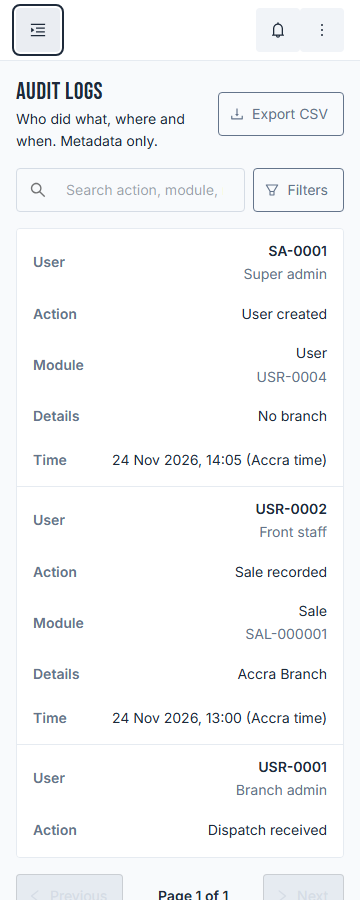 AUDIT LOGS
Who did what, where and
when. Metadata only.
Export CSV
Search action, module,
Filters
User
SA-0001
Super admin
Action
User created
Module
User
USR-0004
Details
No branch
Time
24 Nov 2026, 14:05 (Accra time)
User
USR-0002
Front staff
Action
Sale recorded
Module
Sale
SAL-000001
Details
Accra Branch
Time
24 Nov 2026, 13:00 (Accra time)
User
USR-0001
Branch admin
Action
Dispatch received
Previous
Page 1 of 1
Next